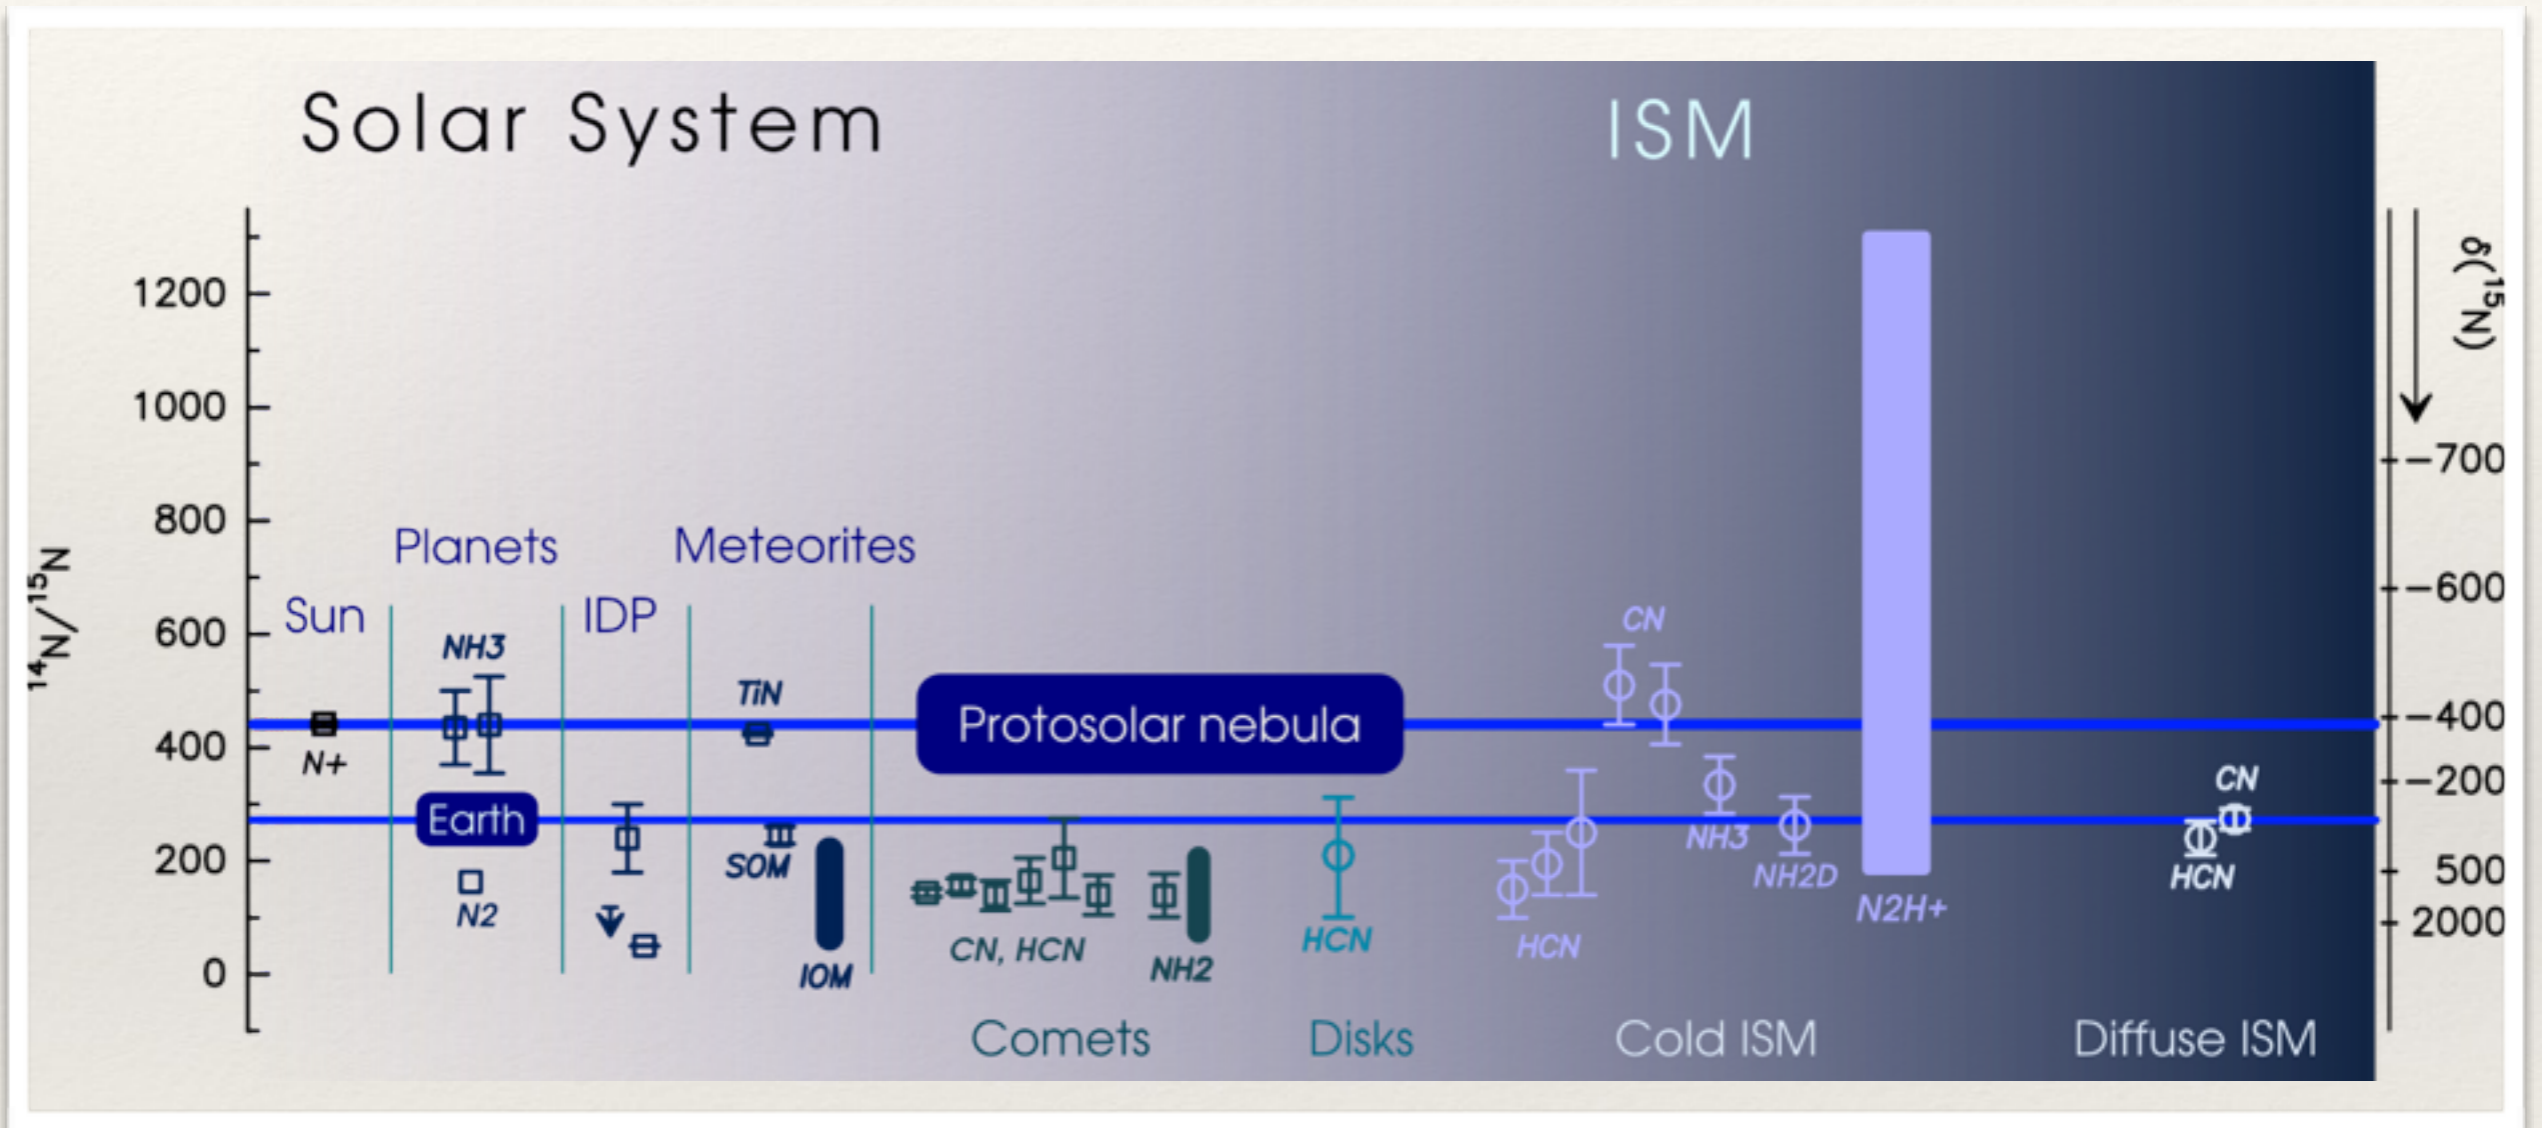 Solar System
ISM
1200
1000
800
600
400
200
0
¹⁴N/¹⁵N
Sun
Planets
IDP
Meteorites
N+
NH3
Earth
N2
TiN
SOM
IOM
Protosolar nebula
CN, HCN
NH2
Comets
HCN
Disks
HCN
CN
NH3
NH2D
N2H+
Cold ISM
CN
HCN
Diffuse ISM
δ(¹⁵N)
−700
−600
−400
−200
500
2000